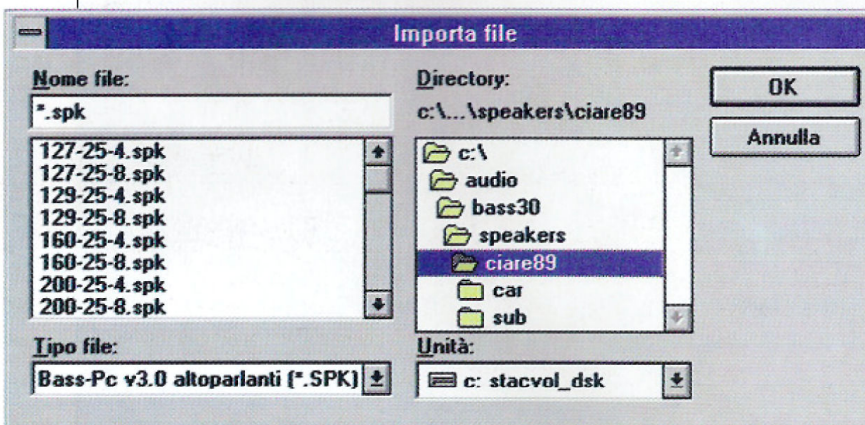 Importa file
Nome file:
*.spk
127-25-4.spk
127-25-8.spk
129-25-4.spk
129-25-8.spk
160-25-4.spk
160-25-8.spk
200-25-4.spk
200-25-8.spk
Tipo file:
Bass-Pc v3.0 altoparlanti (*.SPK)
Directory:
c:\...\speakers\ciare89
c:\
audio
bass30
speakers
ciare89
car
sub
Unità:
c: stacvol_dsk
OK
Annulla